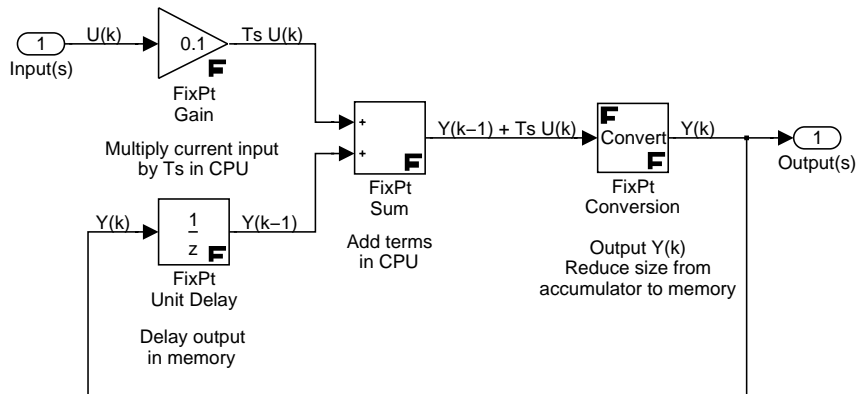 1
U(k)
Input(s)
0.1
F
Ts U(k)
FixPt
Gain
Multiply current input
by Ts in CPU
+
+
F
FixPt
Sum
Add terms
in CPU
Y(k−1) + Ts U(k)
F
Convert
F
FixPt
Conversion
Output Y(k)
Reduce size from
accumulator to memory
Y(k)
1
Output(s)
Y(k)
1
z
F
Y(k−1)
FixPt
Unit Delay
Delay output
in memory